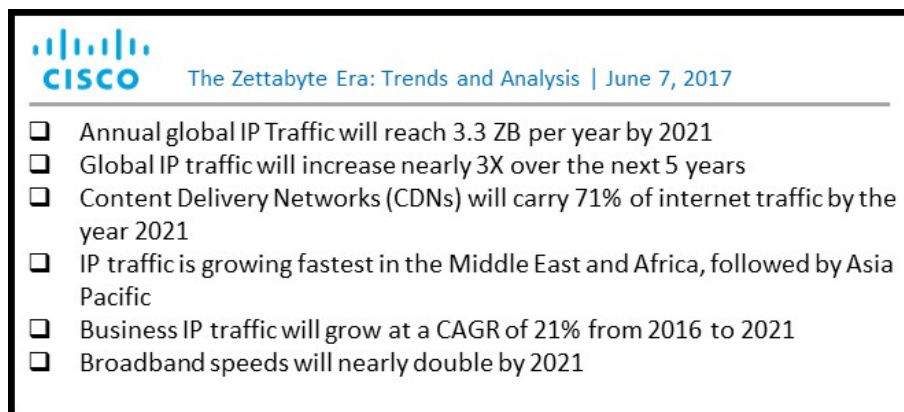 CISCO
The Zettabyte Era: Trends and Analysis | June 7, 2017
❑ Annual global IP Traffic will reach 3.3 ZB per year by 2021
❑ Global IP traffic will increase nearly 3X over the next 5 years
❑ Content Delivery Networks (CDNs) will carry 71% of internet traffic by the
year 2021
❑ IP traffic is growing fastest in the Middle East and Africa, followed by Asia
Pacific
❑ Business IP traffic will grow at a CAGR of 21% from 2016 to 2021
❑ Broadband speeds will nearly double by 2021